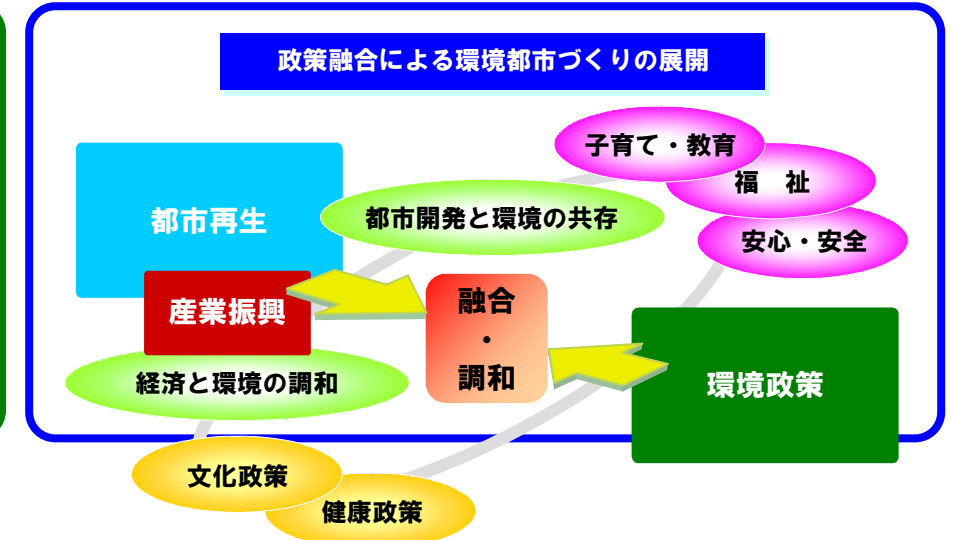 政策融合による環境都市づくりの展開
子育て・教育
福　祉
安心・安全
都市再生
都市開発と環境の共存
産業振興
融合
・
調和
経済と環境の調和
環境政策
文化政策
健康政策